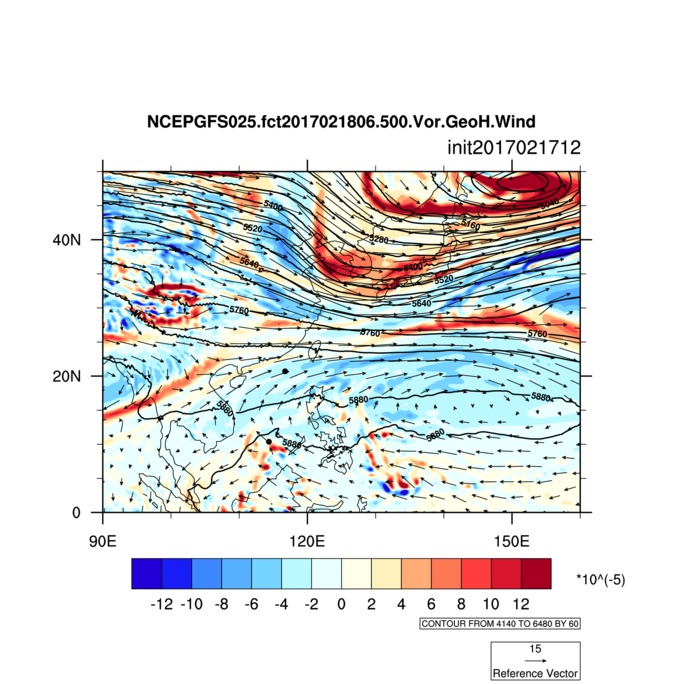 NCEPGFS025.fct2017021806.500.Vor.GeoH.Wind
init2017021712
5400
5040
5160
5520
5280
40N
5640
5400
5520
5640
5760
5760
5760
20N
5880
5880
5880
5880
0
90E 120E 150E
-12 -10 -8 -6 -4 -2 0 2 4 6 8 10 12
*10^(-5)
CONTOUR FROM 4140 TO 6480 BY 60
15
Reference Vector